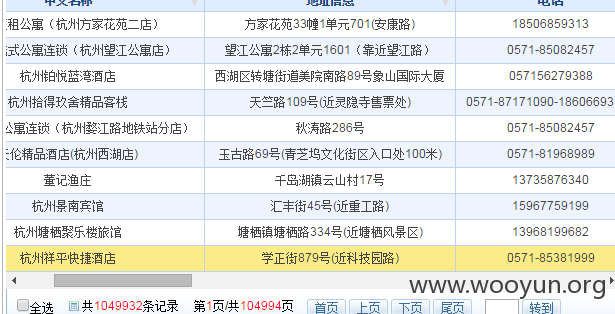 中文名称 地址信息 电话
租公寓（杭州方家花苑二店） 方家花苑33幢1单元701(安康路) 18506859313
式公寓连锁（杭州望江公寓店） 望江公寓2栋2单元1601（靠近望江路） 0571-85082457
杭州铂悦蓝湾酒店 西湖区转塘街道美院南路89号象山国际大厦 057156279388
杭州拾得玖舍精品客栈 天竺路109号(近灵隐寺售票处) 0571-87171090-18606693
公寓连锁（杭州婺江路地铁站分店） 秋涛路286号 0571-85082457
伦精品酒店(杭州西湖店) 玉古路69号(青芝坞文化街区入口处100米) 0571-81968989
董记渔庄 千岛湖镇云山村17号 13735876340
杭州景南宾馆 汇丰街45号(近重工路) 15967759199
杭州塘栖聚乐楼旅馆 塘栖镇塘栖路334号(近塘栖风景区) 13968199682
杭州祥平快捷酒店 学正街879号(近科技园路) 0571-85381999
www.wooyun.org
全选 共1049932条记录 第1页/共104994页 首页 上页 下页 尾页 转到